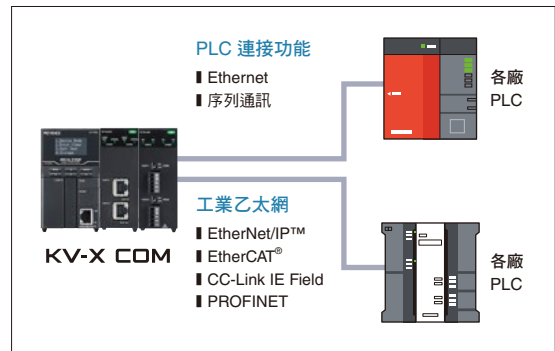 PLC 連接功能
Ethernet
序列通訊
各廠
PLC
KV-X COM
工業乙太網
EtherNet/IP™
EtherCAT®
CC-Link IE Field
PROFINET
各廠
PLC